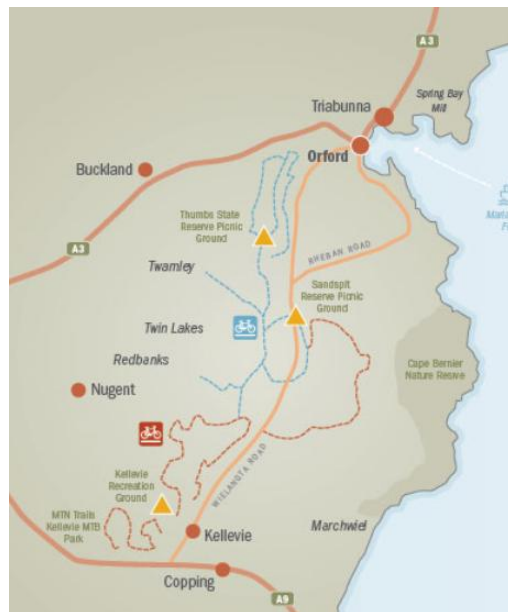 A3
Spring Bay
Mill
Triabunna
Orford
Buckland
Thumbs State
Reserve Picnic
Ground
A3
Twamley
RHEBAN ROAD
Sandspit
Reserve Picnic
Ground
Twin Lakes
Redbanks
Cape Bernier
Nature Resive
Nugent
Kellevie
Recreation
Ground
WIELANGTA ROAD
MTN Trails
Kellevie MTB
Park
Kellevie
Marchwiel
Copping
A9